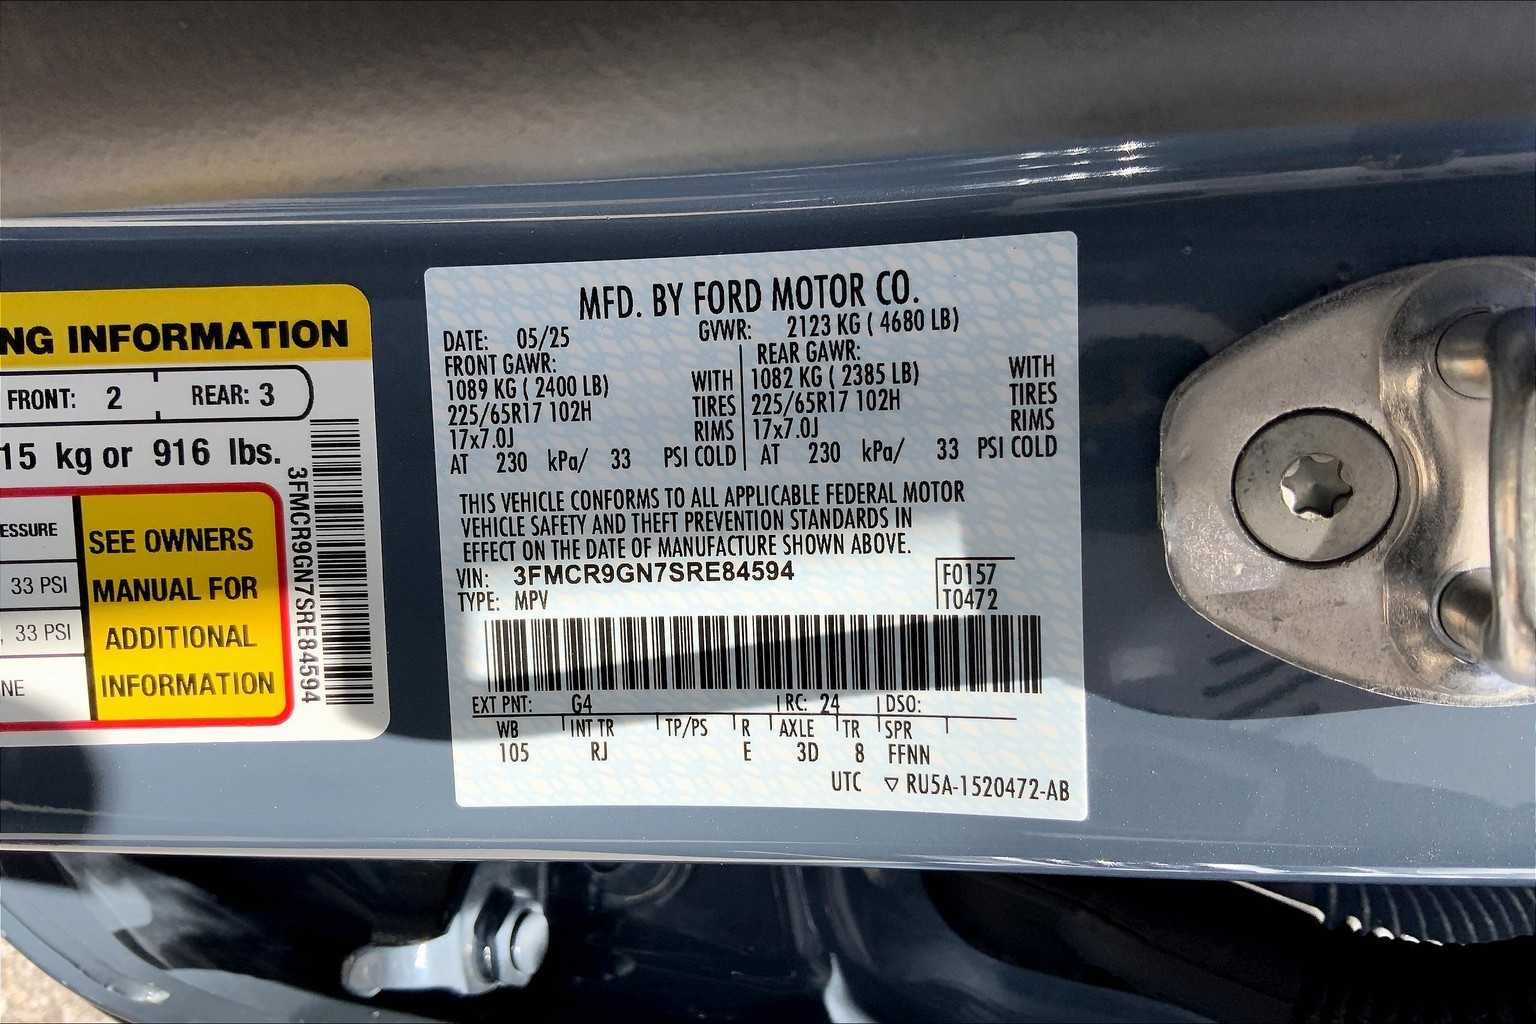 NG INFORMATION
FRONT: 2 REAR: 3
15 kg or 916 lbs.
ESSURE
33 PSI
, 33 PSI
NE
SEE OWNERS
MANUAL FOR
ADDITIONAL
INFORMATION
3FMCR9GN7SRE84594
MFD. BY FORD MOTOR CO.
DATE: 05/25 GVWR: 2123 KG ( 4680 LB)
FRONT GAWR: REAR GAWR:
1089 KG ( 2400 LB) WITH 1082 KG ( 2385 LB) WITH
225/65R17 102H TIRES 225/65R17 102H TIRES
17x7.0J RIMS 17x7.0J RIMS
AT 230 kPa/ 33 PSI COLD AT 230 kPa/ 33 PSI COLD
THIS VEHICLE CONFORMS TO ALL APPLICABLE FEDERAL MOTOR
VEHICLE SAFETY AND THEFT PREVENTION STANDARDS IN
EFFECT ON THE DATE OF MANUFACTURE SHOWN ABOVE.
VIN: 3FMCR9GN7SRE84594 F0157
TYPE: MPV T0472
EXT PNT: G4 RC: 24 DSO:
WB INT TR TP/PS R AXLE TR SPR
105 RJ E 3D 8 FFNN
UTC ▽ RU5A-1520472-AB